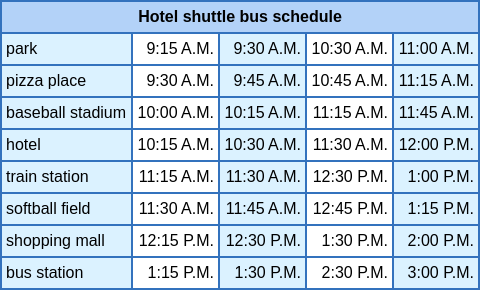 Hotel shuttle bus schedule
park 9:15 A.M. 9:30 A.M. 10:30 A.M. 11:00 A.M.
pizza place 9:30 A.M. 9:45 A.M. 10:45 A.M. 11:15 A.M.
baseball stadium 10:00 A.M. 10:15 A.M. 11:15 A.M. 11:45 A.M.
hotel 10:15 A.M. 10:30 A.M. 11:30 A.M. 12:00 P.M.
train station 11:15 A.M. 11:30 A.M. 12:30 P.M. 1:00 P.M.
softball field 11:30 A.M. 11:45 A.M. 12:45 P.M. 1:15 P.M.
shopping mall 12:15 P.M. 12:30 P.M. 1:30 P.M. 2:00 P.M.
bus station 1:15 P.M. 1:30 P.M. 2:30 P.M. 3:00 P.M.